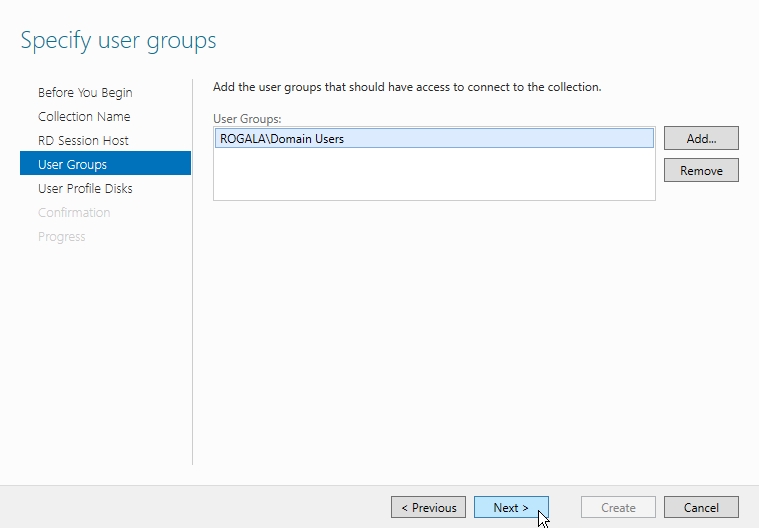 Specify user groups
Before You Begin
Collection Name
RD Session Host
User Groups
User Profile Disks
Confirmation
Progress
Add the user groups that should have access to connect to the collection.
User Groups:
ROGALA\Domain Users
Add...
Remove
< Previous
Next >
Create
Cancel